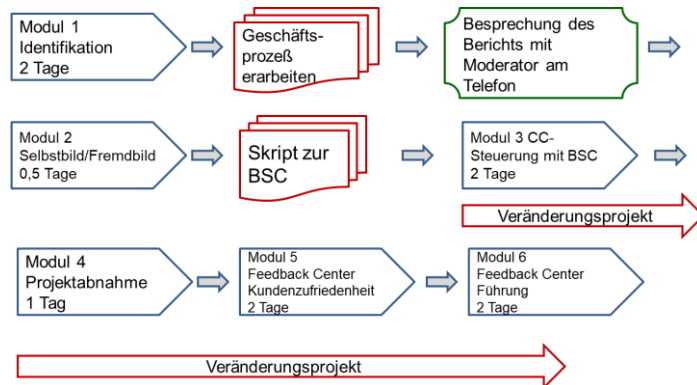 Modul 1
Identifikation
2 Tage
Geschäfts-
prozeß
erarbeiten
Besprechung des
Berichts mit
Moderator am
Telefon
Modul 2
Selbstbild/Fremdbild
0,5 Tage
Skript zur
BSC
Modul 3 CC-
Steuerung mit BSC
2 Tage
Veränderungsprojekt
Modul 4
Projektabnahme
1 Tag
Modul 5
Feedback Center
Kundenzufriedenheit
2 Tage
Modul 6
Feedback Center
Führung
2 Tage
Veränderungsprojekt